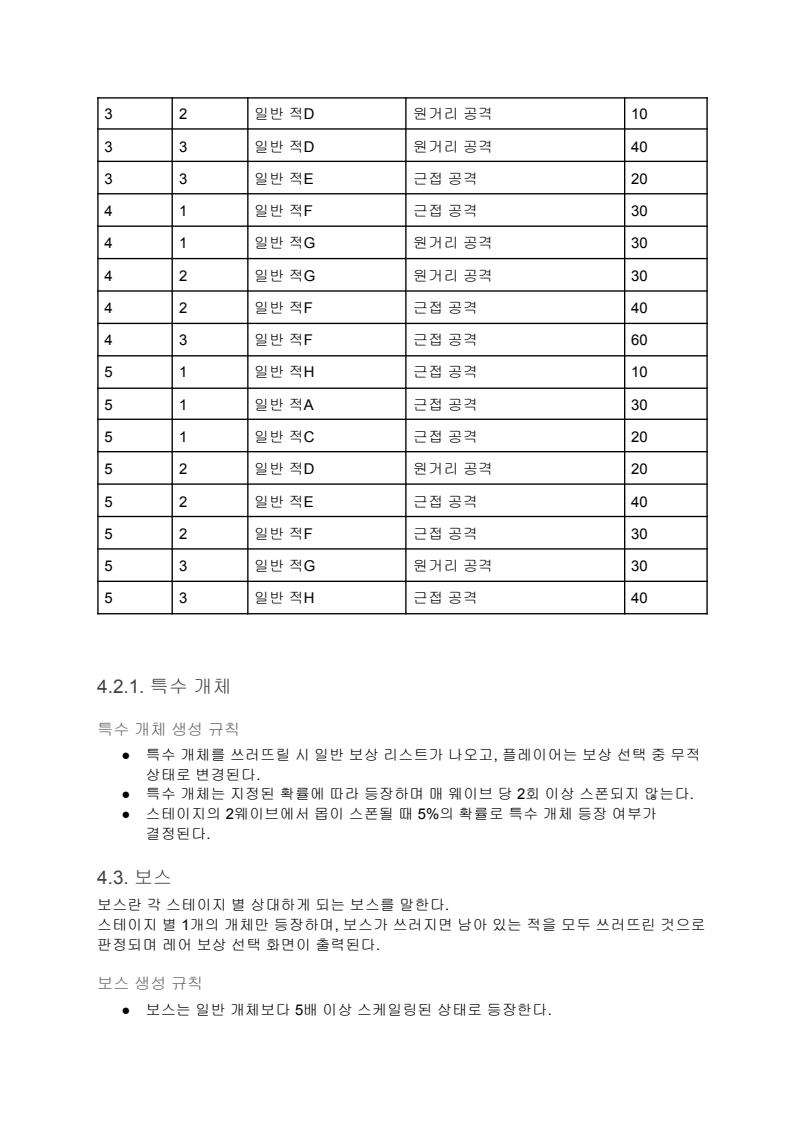 3 2 일반 적D 원거리 공격 10
3 3 일반 적D 원거리 공격 40
3 3 일반 적E 근접 공격 20
4 1 일반 적F 근접 공격 30
4 1 일반 적G 원거리 공격 30
4 2 일반 적G 원거리 공격 30
4 2 일반 적F 근접 공격 40
4 3 일반 적F 근접 공격 60
5 1 일반 적H 근접 공격 10
5 1 일반 적A 근접 공격 30
5 1 일반 적C 근접 공격 20
5 2 일반 적D 원거리 공격 20
5 2 일반 적E 근접 공격 40
5 2 일반 적F 근접 공격 30
5 3 일반 적G 원거리 공격 30
5 3 일반 적H 근접 공격 40
4.2.1. 특수 개체
특수 개체 생성 규칙
● 특수 개체를 쓰러뜨릴 시 일반 보상 리스트가 나오고, 플레이어는 보상 선택 중 무적
상태로 변경된다.
● 특수 개체는 지정된 확률에 따라 등장하며 매 웨이브 당 2회 이상 스폰되지 않는다.
● 스테이지의 2웨이브에서 몹이 스폰될 때 5%의 확률로 특수 개체 등장 여부가
결정된다.
4.3. 보스
보스란 각 스테이지 별 상대하게 되는 보스를 말한다.
스테이지 별 1개의 개체만 등장하며, 보스가 쓰러지면 남아 있는 적을 모두 쓰러뜨린 것으로
판정되며 레어 보상 선택 화면이 출력된다.
보스 생성 규칙
● 보스는 일반 개체보다 5배 이상 스케일링된 상태로 등장한다.